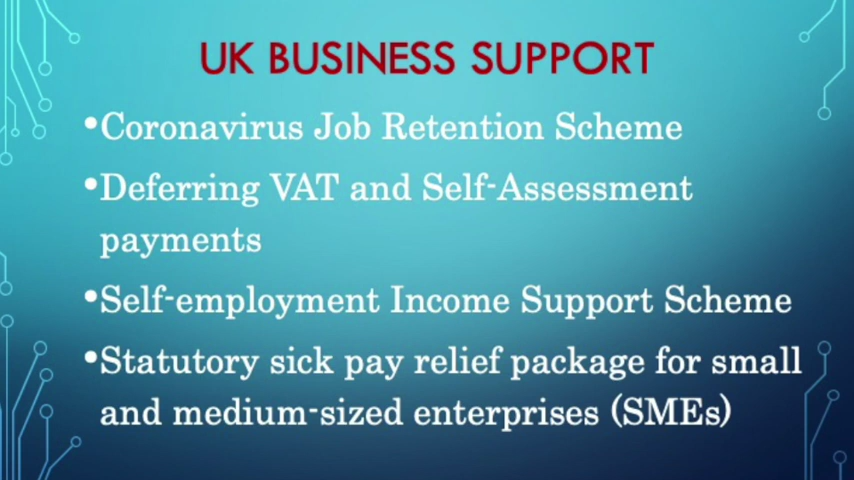 UK BUSINESS SUPPORT
•Coronavirus Job Retention Scheme
•Deferring VAT and Self-Assessment
payments
•Self-employment Income Support Scheme
•Statutory sick pay relief package for small
and medium-sized enterprises (SMEs)